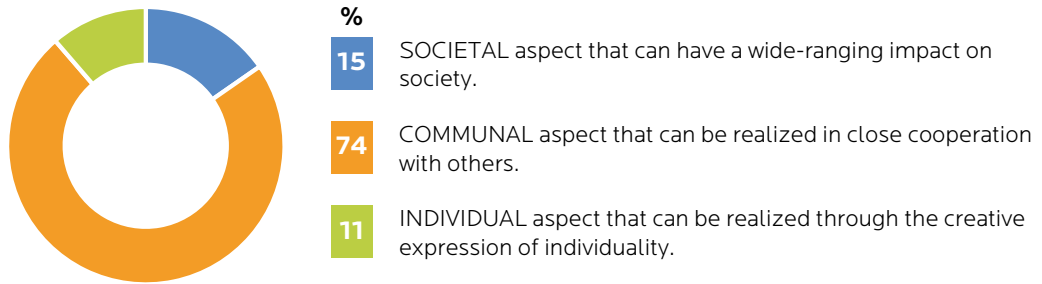 %
15
SOCIETAL aspect that can have a wide-ranging impact on
society.
74
COMMUNAL aspect that can be realized in close cooperation
with others.
11
INDIVIDUAL aspect that can be realized through the creative
expression of individuality.